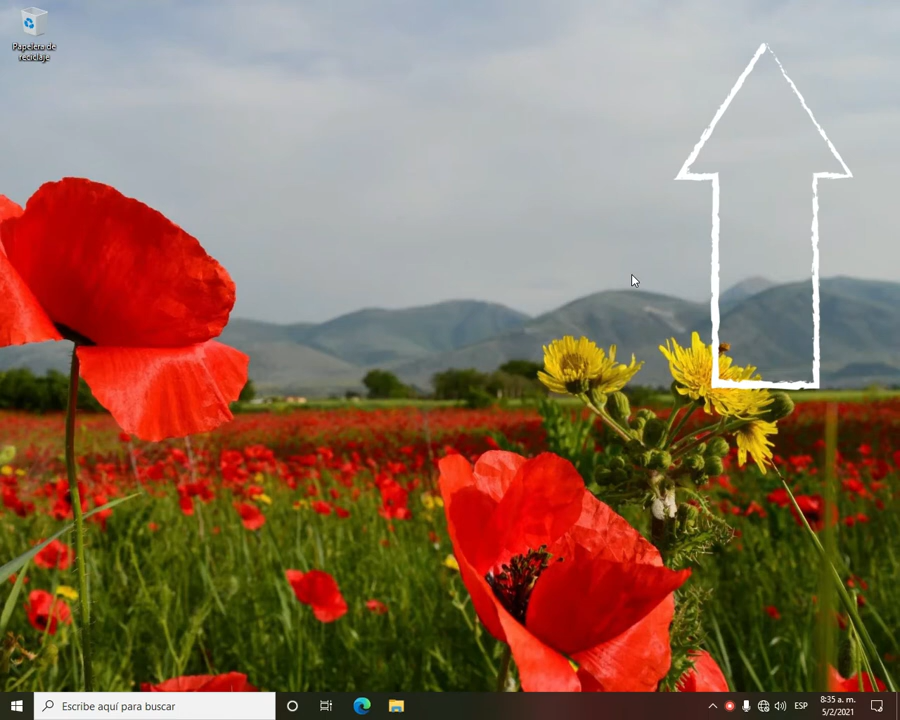 Papelera de
reciclaje
Escribe aquí para buscar
ESP
8:35 a. m.
5/2/2021